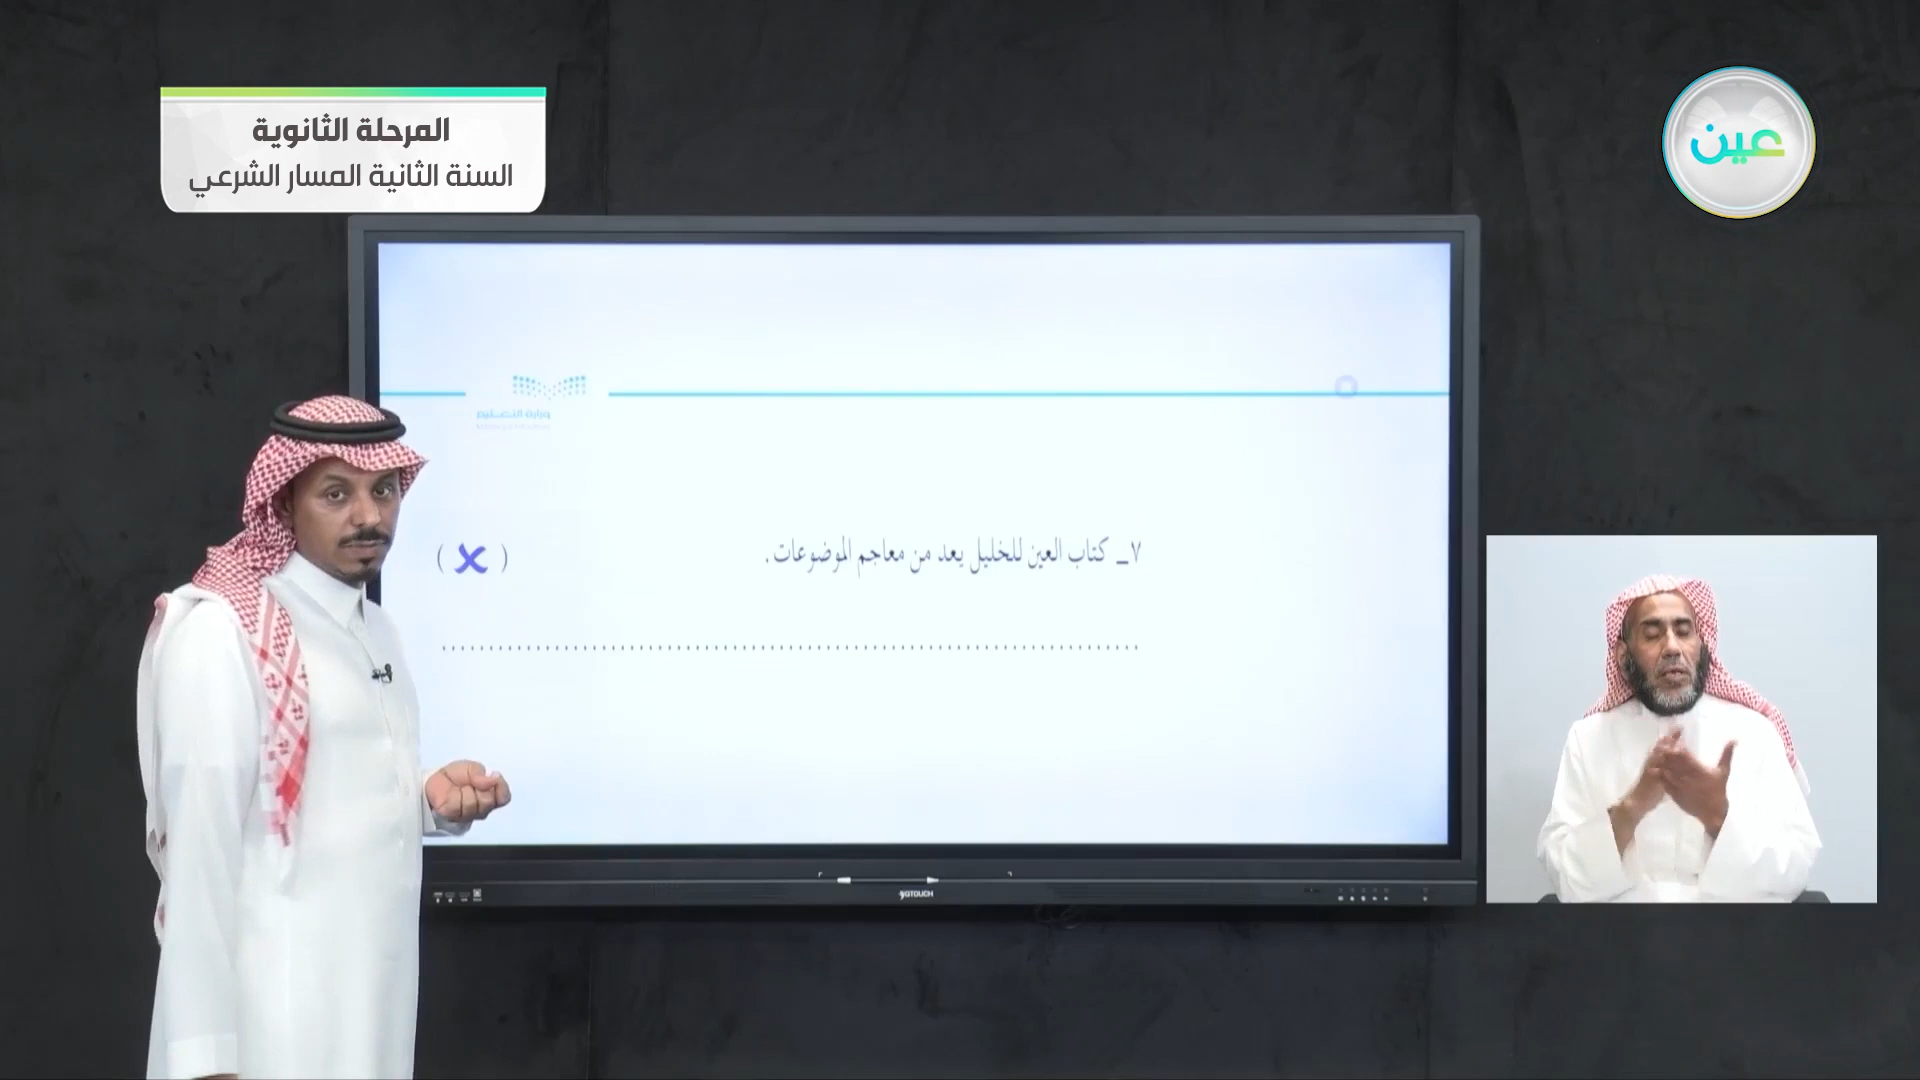 المرحلة الثانوية
السنة الثانية المسار الشرعي
عين
وزارة التعليم
٧_ كتاب العين للخليل يعد من معاجم الموضوعات. ( X )